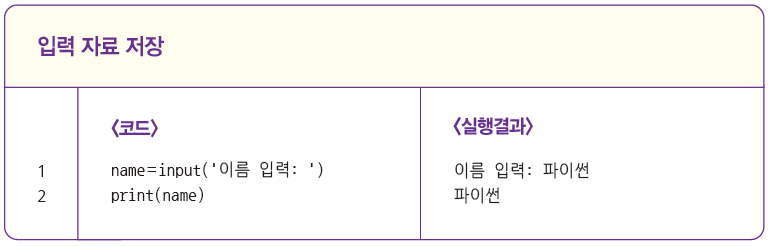 입력 자료 저장
〈코드〉
〈실행결과〉
1 name=input('이름 입력: ') 이름 입력: 파이썬
2 print(name) 파이썬